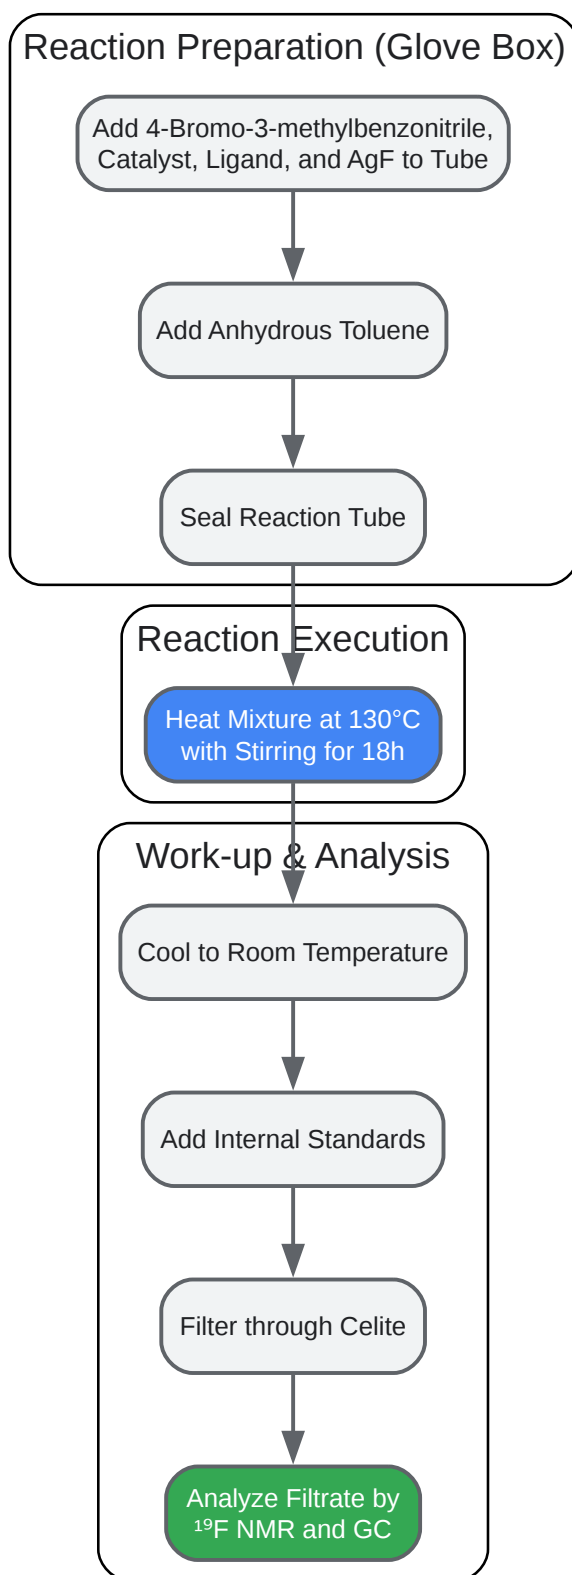 Reaction Preparation (Glove Box)
Add 4-Bromo-3-methylbenzonitrile,
Catalyst, Ligand, and AgF to Tube
Add Anhydrous Toluene
Seal Reaction Tube
Reaction Execution
Heat Mixture at 130°C
with Stirring for 18h
Work-up & Analysis
Cool to Room Temperature
Add Internal Standards
Filter through Celite
Analyze Filtrate by
¹⁹F NMR and GC